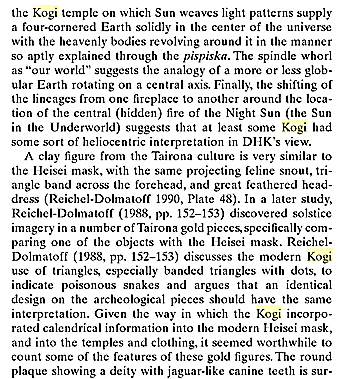 the Kogi temple on which Sun weaves light patterns supply
a four-cornered Earth solidly in the center of the universe
with the heavenly bodies revolving around it in the manner
so aptly explained through the pispiska. The spindle whorl
as "our world" suggests the analogy of a more or less glob-
ular Earth rotating on a central axis. Finally, the shifting of
the lineages from one fireplace to another around the loca-
tion of the central (hidden) fire of the Night Sun (the Sun
in the Underworld) suggests that at least some Kogi had
some sort of heliocentric interpretation in DHK's view.
A clay figure from the Tairona culture is very similar to
the Heisei mask, with the same projecting feline snout, tri-
angle band across the forehead, and great feathered head-
dress (Reichel-Dolmatoff 1990, Plate 48). In a later study,
Reichel-Dolmatoff (1988, pp. 152–153) discovered solstice
imagery in a number of Tairona gold pieces, specifically com-
paring one of the objects with the Heisei mask. Reichel-
Dolmatoff (1988, pp. 152–153) discusses the modern Kogi
use of triangles, especially banded triangles with dots, to
indicate poisonous snakes and argues that an identical
design on the archeological pieces should have the same
interpretation. Given the way in which the Kogi incorpo-
rated calendrical information into the modern Heisei mask,
and into the temples and clothing, it seemed worthwhile to
count some of the features of these gold figures. The round
plaque showing a deity with jaguar-like canine teeth is sur-